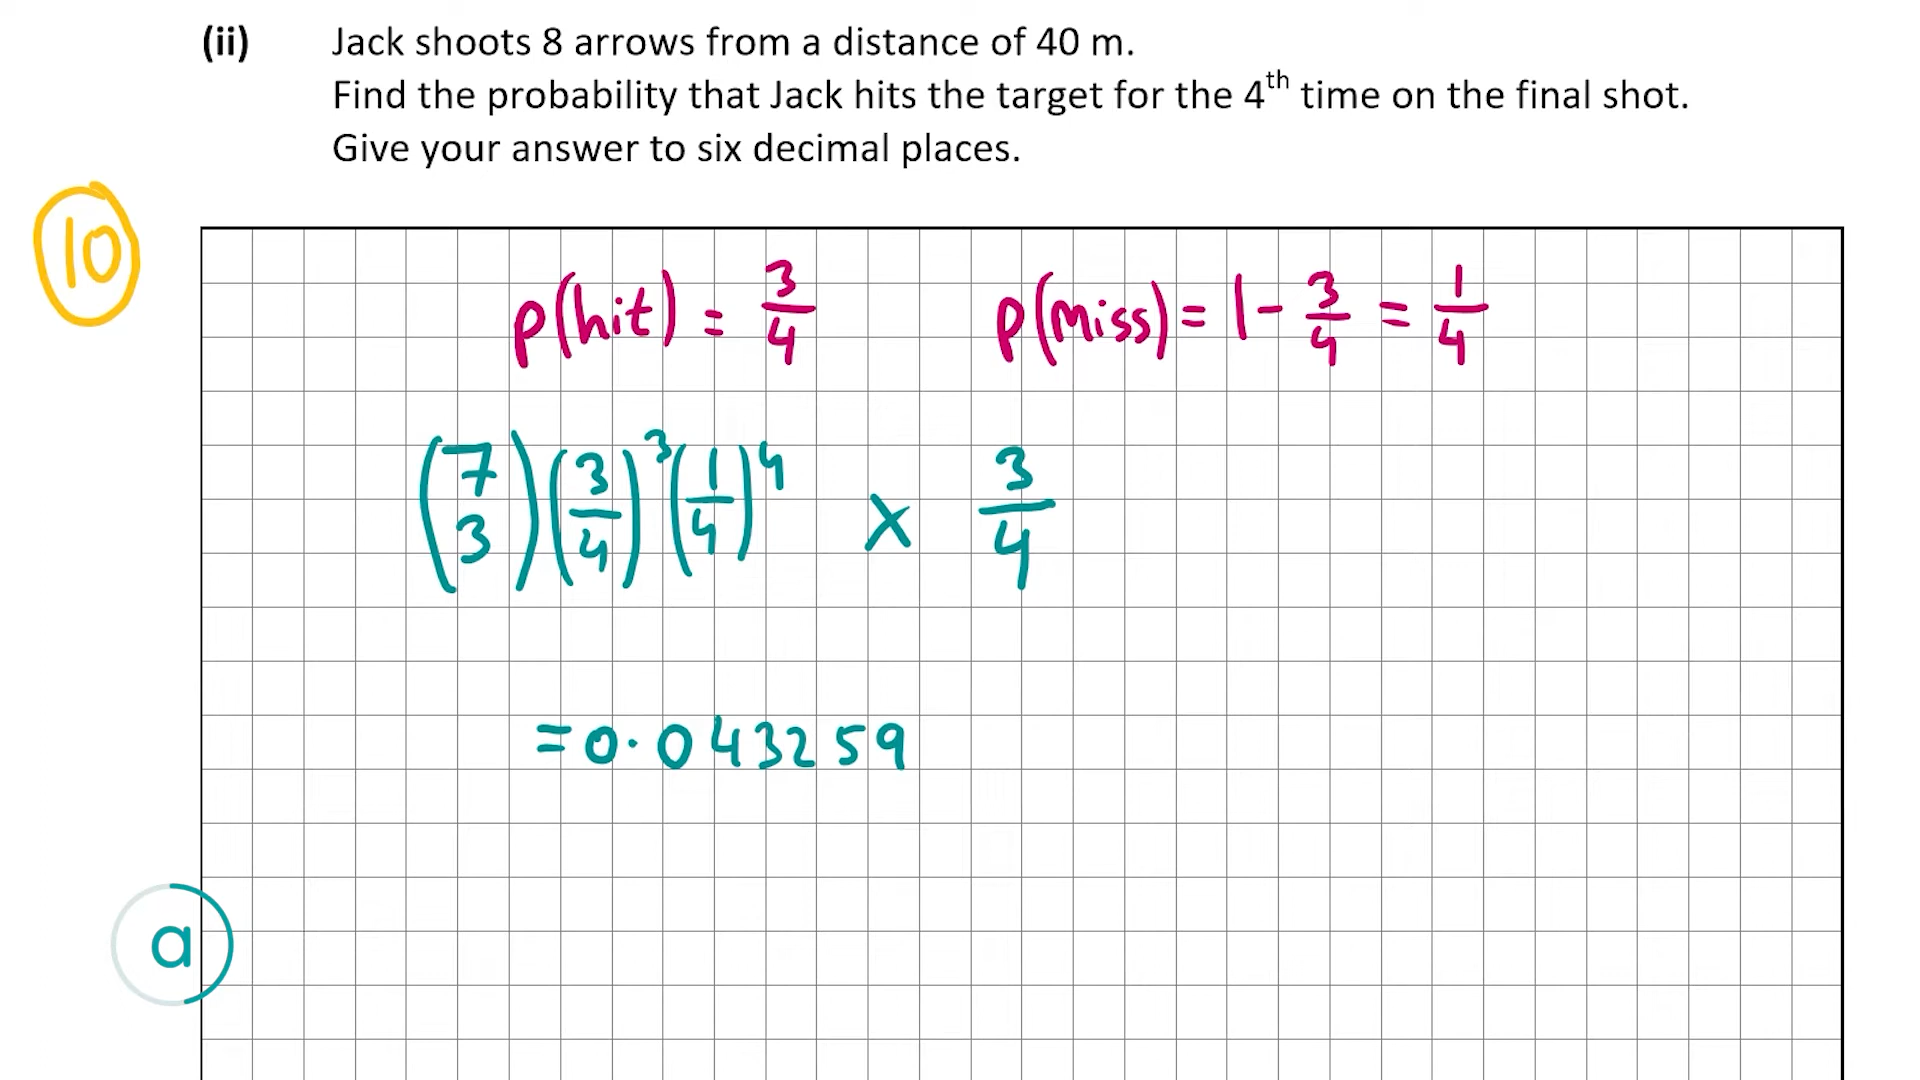 (ii) Jack shoots 8 arrows from a distance of 40 m.
Find the probability that Jack hits the target for the 4th time on the final shot.
Give your answer to six decimal places.
10
p(hit) = 3/4 p(miss) = 1 - 3/4 = 1/4
(7 3)(3/4)^3(1/4)^4 × 3/4
= 0.043259
a